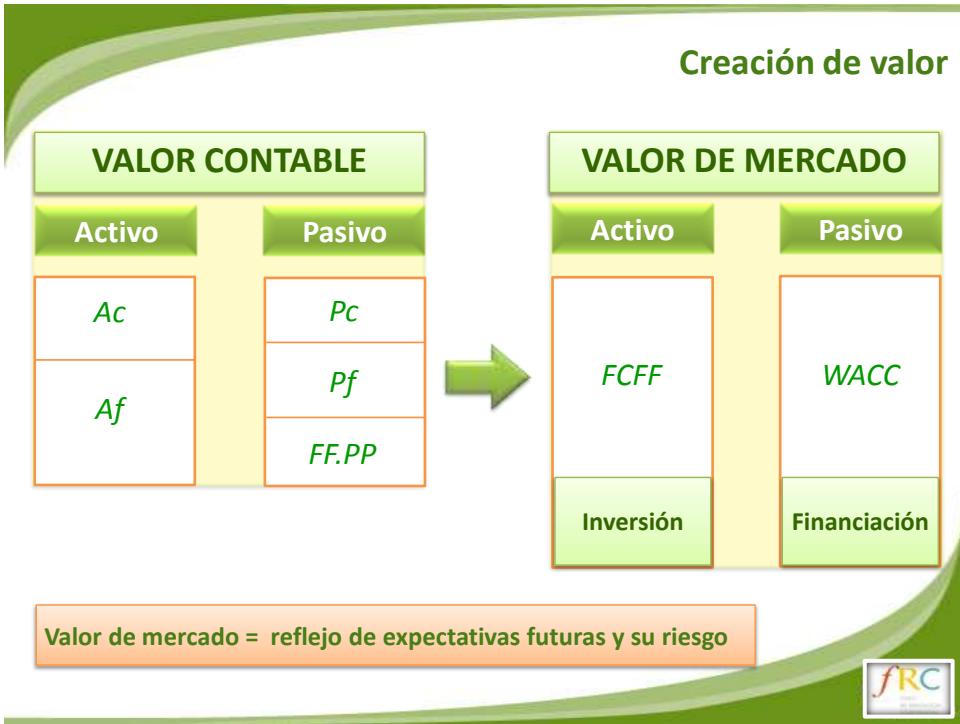 Creación de valor
VALOR CONTABLE
Activo
Pasivo
Ac
Af
Pc
Pf
FF.PP
VALOR DE MERCADO
Activo
Pasivo
FCFF
WACC
Inversión
Financiación
Valor de mercado = reflejo de expectativas futuras y su riesgo
fRC